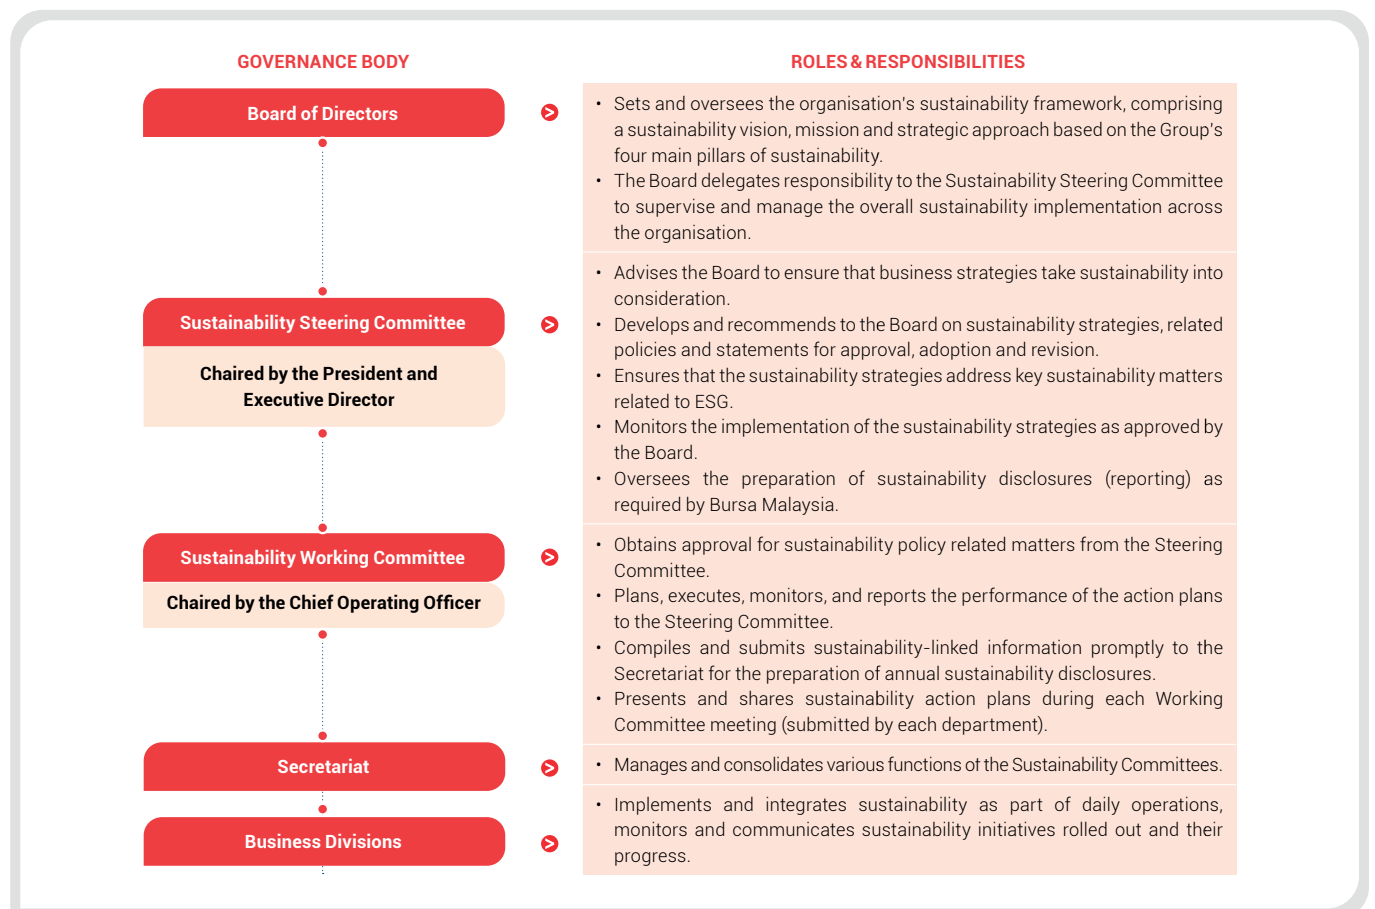 GOVERNANCE BODY
ROLES & RESPONSIBILITIES
Board of Directors
• Sets and oversees the organisation's sustainability framework, comprising
a sustainability vision, mission and strategic approach based on the Group's
four main pillars of sustainability.
• The Board delegates responsibility to the Sustainability Steering Committee
to supervise and manage the overall sustainability implementation across
the organisation.
Sustainability Steering Committee
Chaired by the President and
Executive Director
• Advises the Board to ensure that business strategies take sustainability into
consideration.
• Develops and recommends to the Board on sustainability strategies, related
policies and statements for approval, adoption and revision.
• Ensures that the sustainability strategies address key sustainability matters
related to ESG.
• Monitors the implementation of the sustainability strategies as approved by
the Board.
• Oversees the preparation of sustainability disclosures (reporting) as
required by Bursa Malaysia.
Sustainability Working Committee
Chaired by the Chief Operating Officer
• Obtains approval for sustainability policy related matters from the Steering
Committee.
• Plans, executes, monitors, and reports the performance of the action plans
to the Steering Committee.
• Compiles and submits sustainability-linked information promptly to the
Secretariat for the preparation of annual sustainability disclosures.
• Presents and shares sustainability action plans during each Working
Committee meeting (submitted by each department).
Secretariat
• Manages and consolidates various functions of the Sustainability Committees.
Business Divisions
• Implements and integrates sustainability as part of daily operations,
monitors and communicates sustainability initiatives rolled out and their
progress.